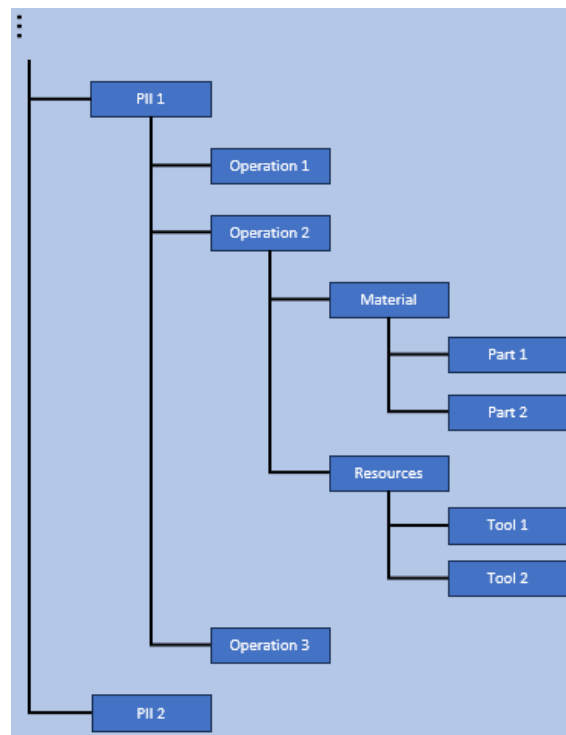 PII 1
Operation 1
Operation 2
Material
Part 1
Part 2
Resources
Tool 1
Tool 2
Operation 3
PII 2